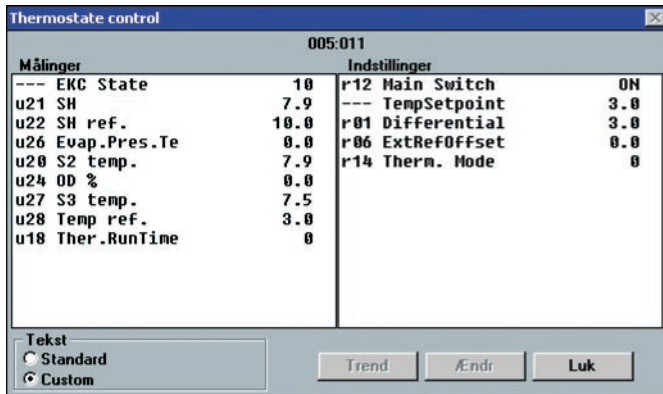 Thermostate control
005:011
Målinger
--- EKC State 10
u21 SH 7.9
u22 SH ref. 10.0
u26 Evap.Pres.Te 0.0
u20 S2 temp. 7.9
u24 OD % 0.0
u27 S3 temp. 7.5
u28 Temp ref. 3.0
u18 Ther.RunTime 0
Indstillinger
r12 Main Switch ON
--- TempSetpoint 3.0
r01 Differential 3.0
r06 ExtRefOffset 0.0
r14 Therm. Mode 0
Tekst
Standard
Custom
Trend
Ændr
Luk